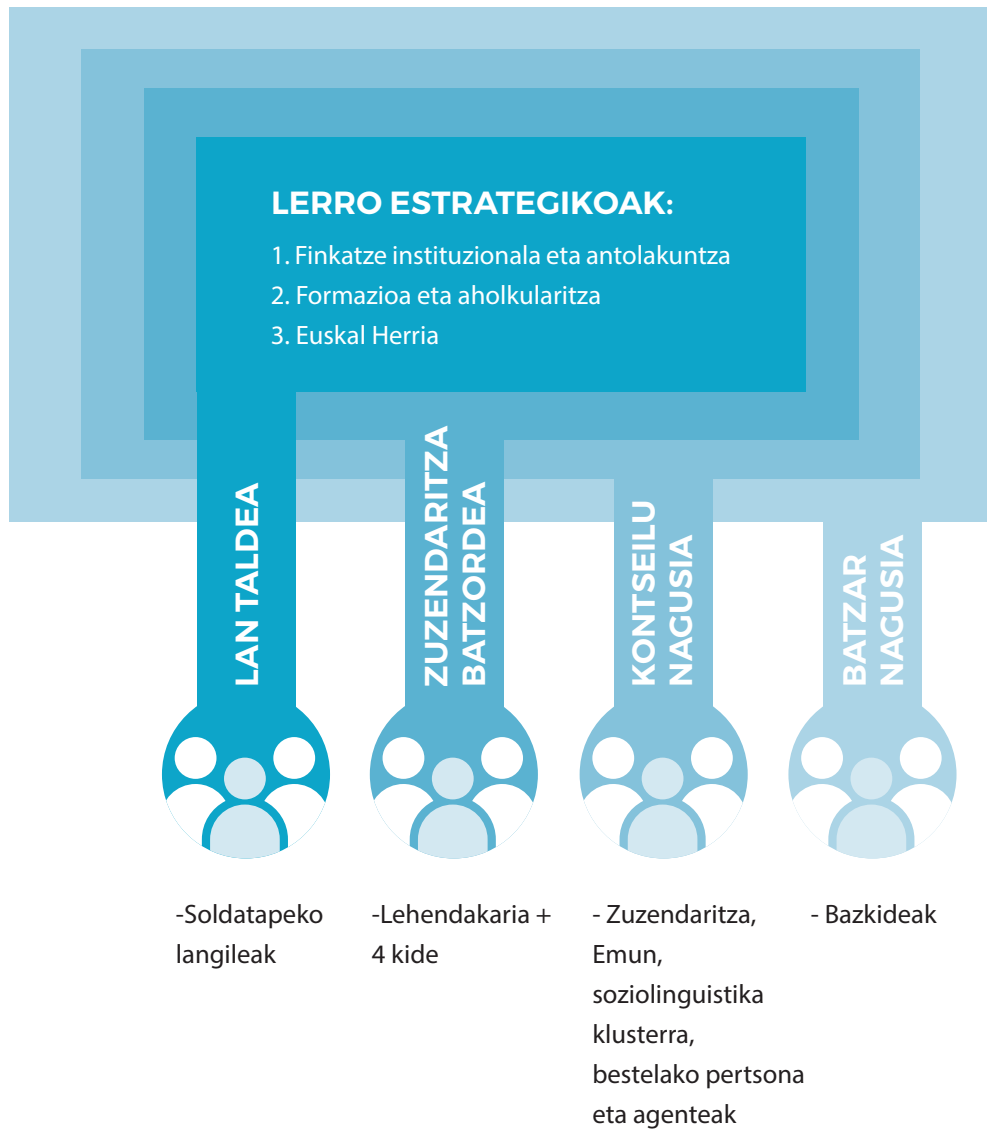 LERRO ESTRATEGIKOAK:
1. Finkatze instituzionala eta antolakuntza
2. Formazioa eta aholkularitza
3. Euskal Herria
LAN TALDEA
ZUZENDARITZA
BATZORDEA
KONTSEILU
NAGUSIA
BATZAR
NAGUSIA
-Soldatapeko
langileak
-Lehendakaria +
4 kide
- Zuzendaritza,
Emun,
soziolinguistika
klusterra,
bestelako pertsona
eta agenteak
- Bazkideak